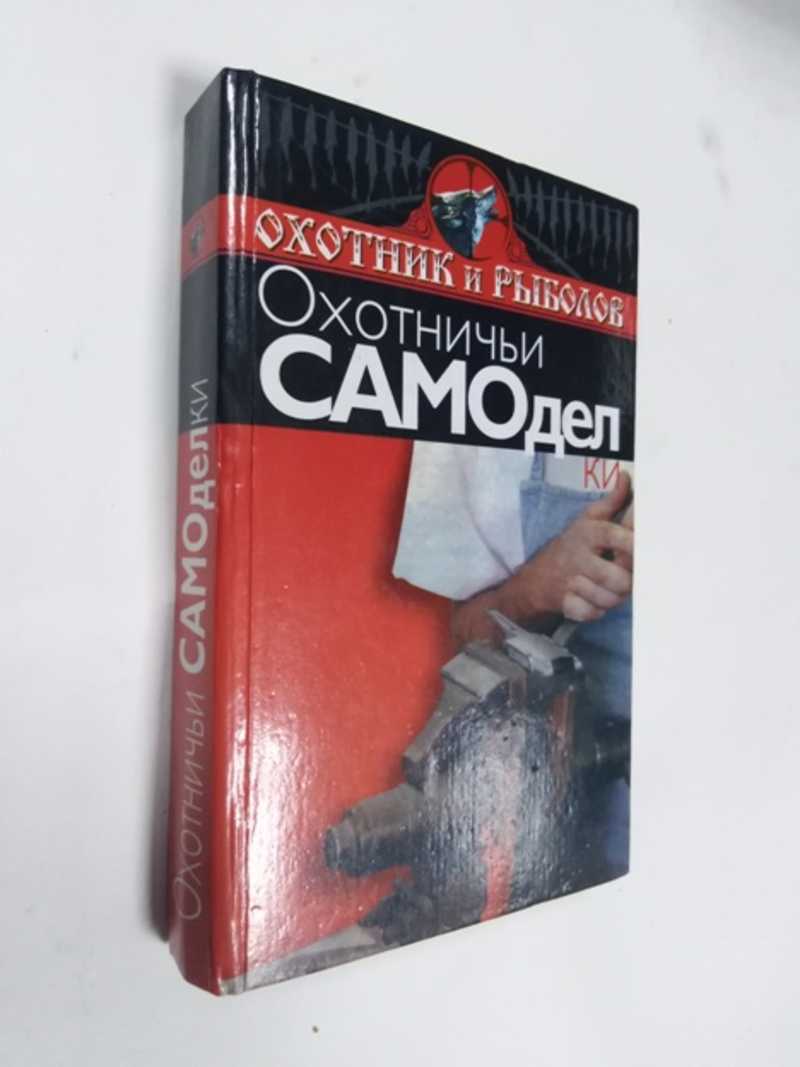 ОХОТНИК и РЫБОЛОВ
Охотничьи
САМОдел
ки
Охотничьи САМОделки